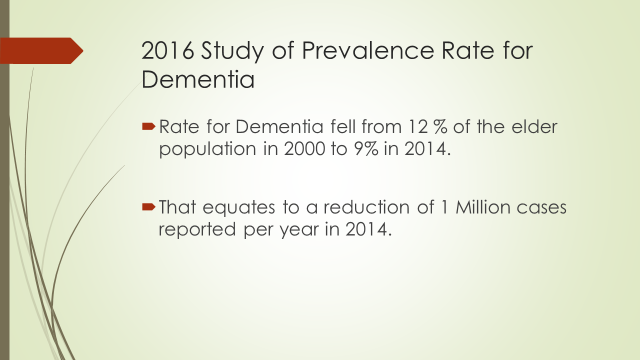 2016 Study of Prevalence Rate for
Dementia
Rate for Dementia fell from 12 % of the elder
population in 2000 to 9% in 2014.
That equates to a reduction of 1 Million cases
reported per year in 2014.